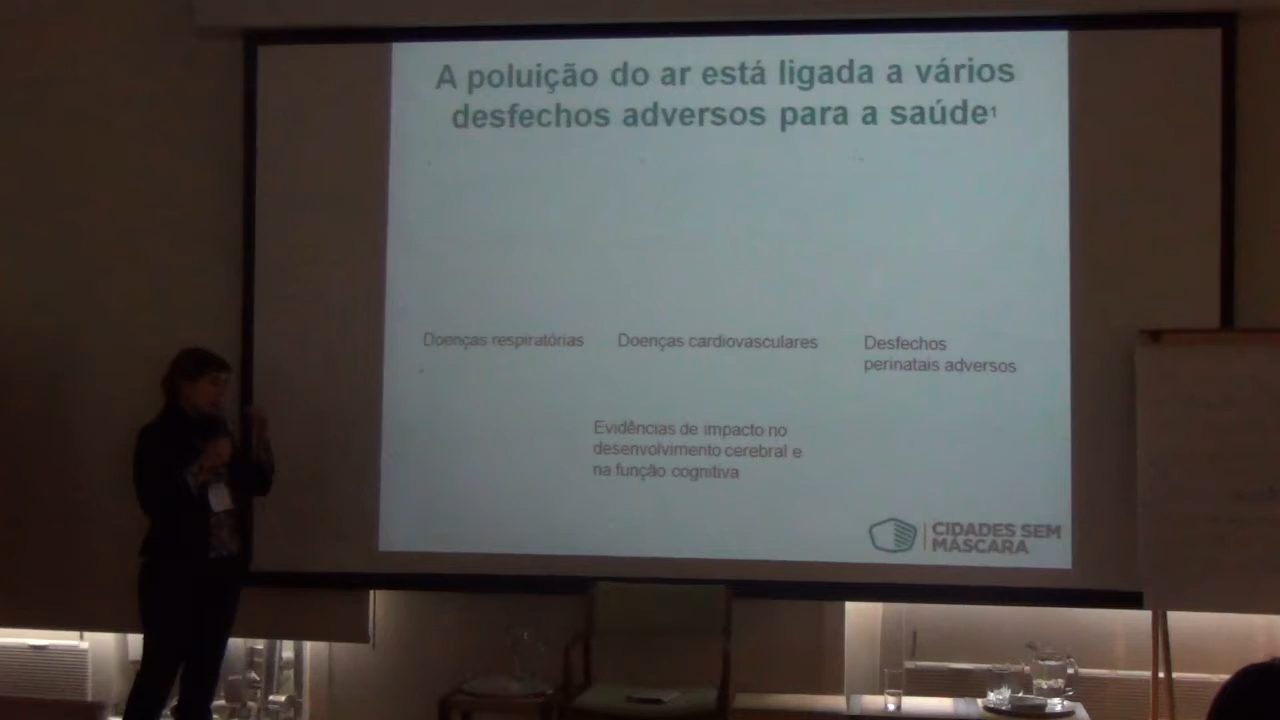 A poluição do ar está ligada a vários
desfechos adversos para a saúde¹
Doenças respiratórias
Doenças cardiovasculares
Desfechos
perinatais adversos
Evidências de impacto no
desenvolvimento cerebral e
na função cognitiva
CIDADES SEM
MÁSCARA